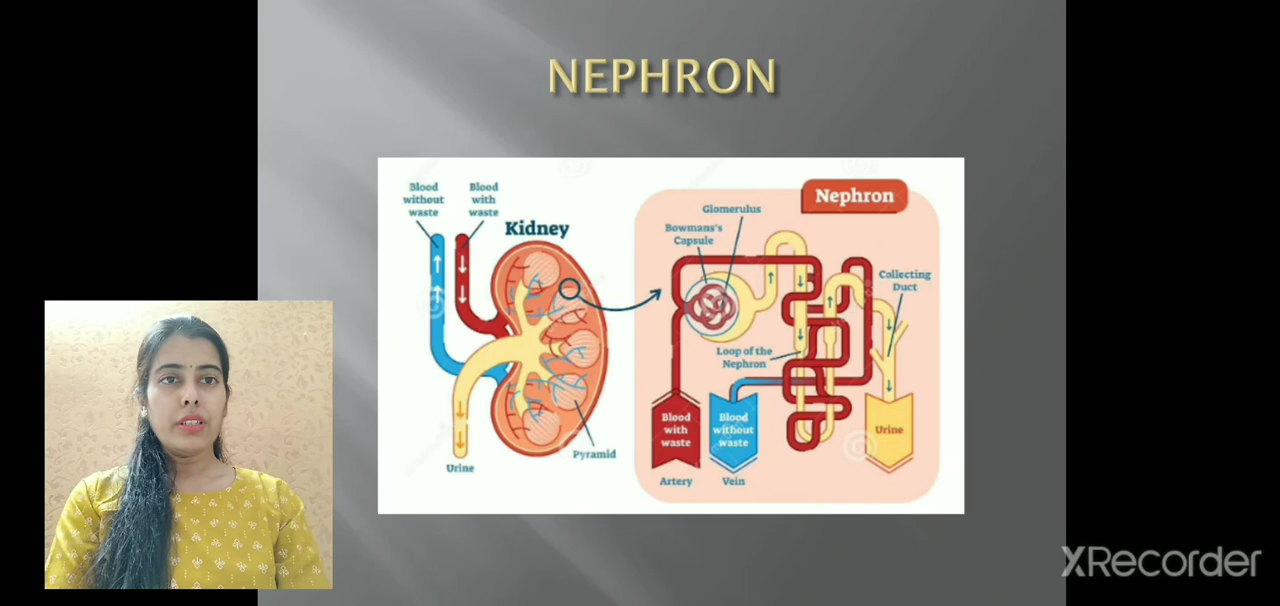 NEPHRON
Blood
without
waste
Blood
with
waste
Kidney
Pyramid
Urine
Nephron
Glomerulus
Bowmans's
Capsule
Collecting
Duct
Loop of the
Nephron
Blood
with
waste
Blood
without
waste
Urine
Artery
Vein
XRecorder